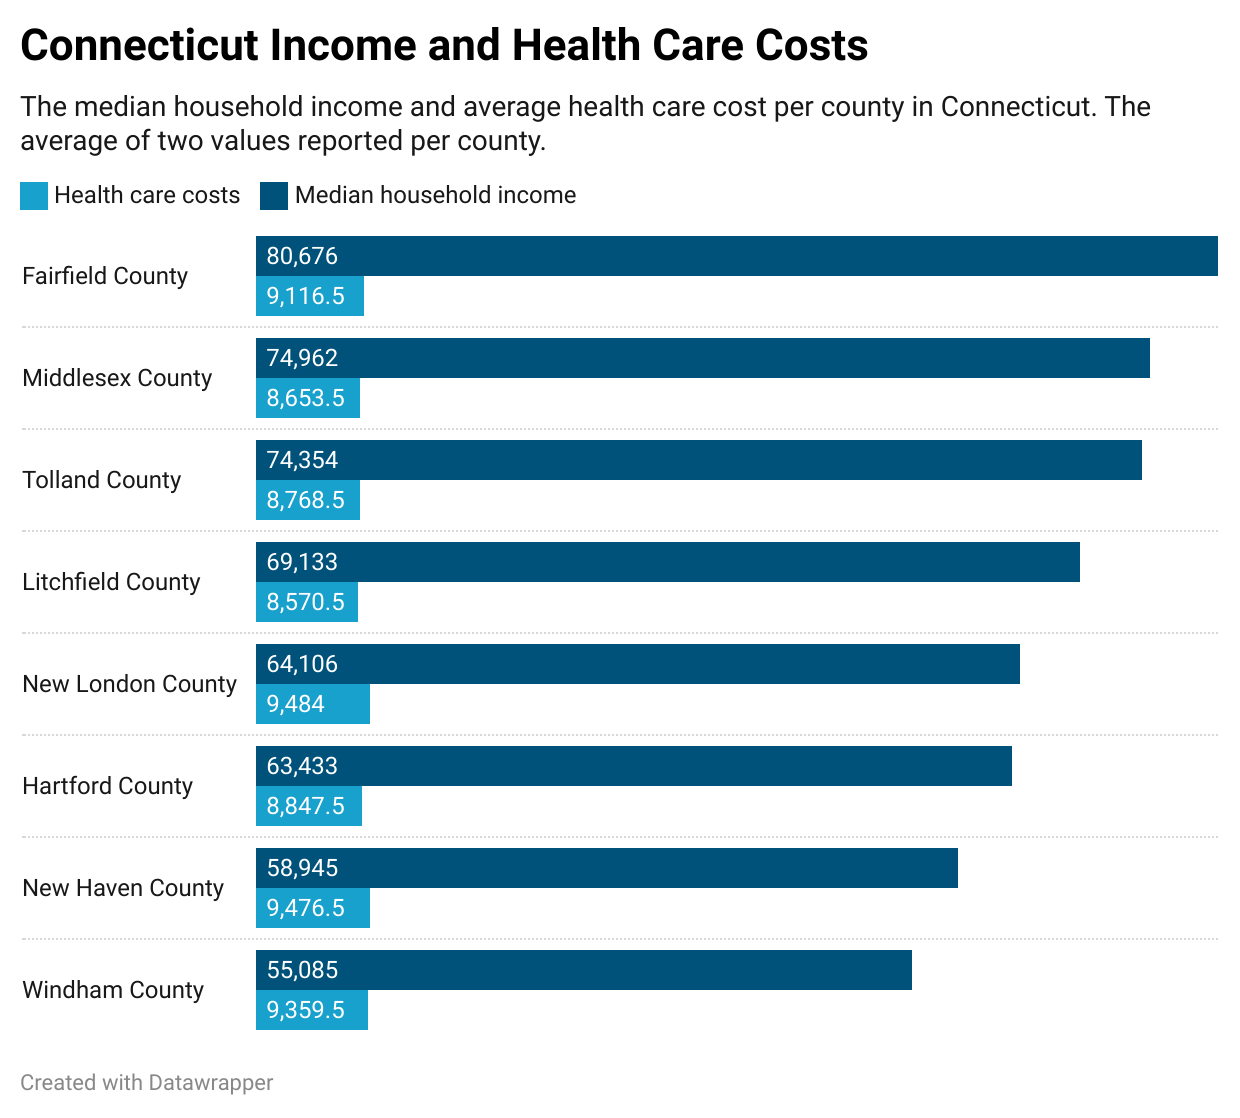 Connecticut Income and Health Care Costs
The median household income and average health care cost per county in Connecticut. The
average of two values reported per county.
Health care costs Median household income
Fairfield County
80,676
9,116.5
Middlesex County
74,962
8,653.5
Tolland County
74,354
8,768.5
Litchfield County
69,133
8,570.5
New London County
64,106
9,484
Hartford County
63,433
8,847.5
New Haven County
58,945
9,476.5
Windham County
55,085
9,359.5
Created with Datawrapper